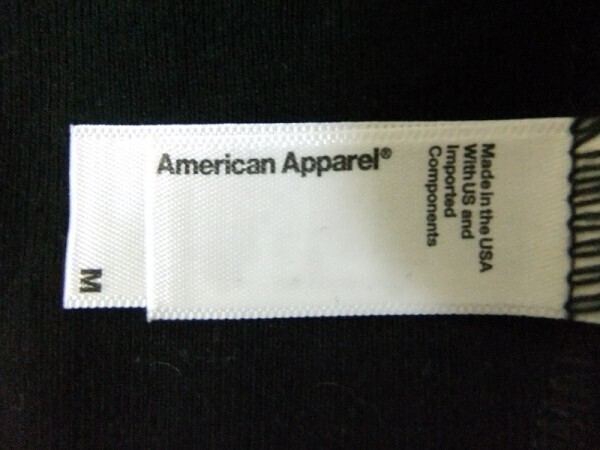 American Apparel®
Made in the USA
With US and
Imported
Components
M